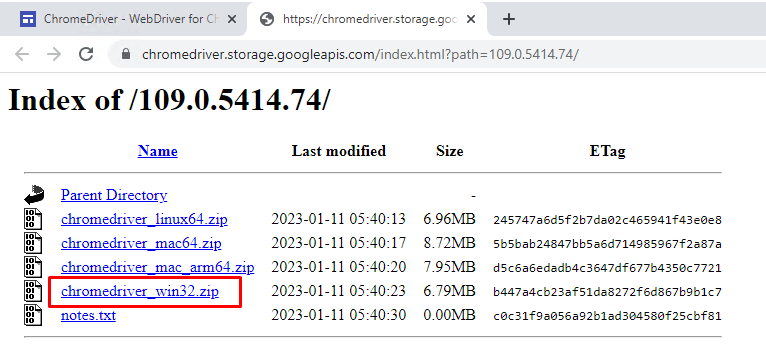 ChromeDriver - WebDriver for Ch
https://chromedriver.storage.goo
chromedriver.storage.googleapis.com/index.html?path=109.0.5414.74/
Index of /109.0.5414.74/
Name Last modified Size ETag
Parent Directory -
chromedriver_linux64.zip 2023-01-11 05:40:13 6.96MB 245747a6d5f2b7da02c465941f43e0e8
chromedriver_mac64.zip 2023-01-11 05:40:17 8.72MB 5b5bab24847bb5a6d714985967f2a87a
chromedriver_mac_arm64.zip 2023-01-11 05:40:20 7.95MB d5c6a6edadb4c3647df677b4350c7721
chromedriver_win32.zip 2023-01-11 05:40:23 6.79MB b447a4cb23af51da8272f6d867b9b1c7
notes.txt 2023-01-11 05:40:30 0.00MB c0c31f9a056a92b1ad304580f25cbf81